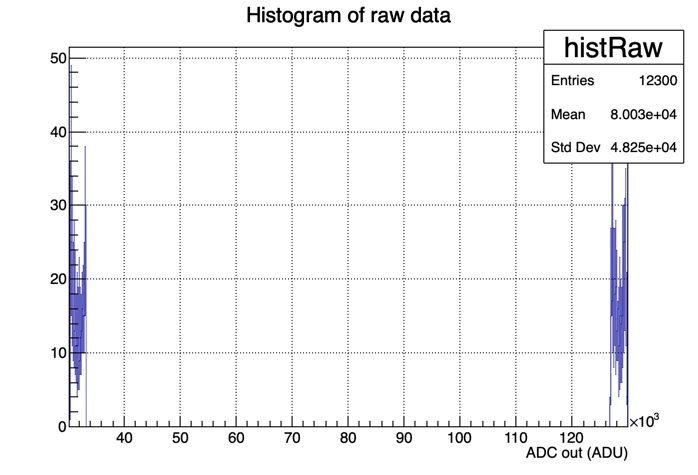 Histogram of raw data
histRaw
Entries 12300
Mean 8.003e+04
Std Dev 4.825e+04
50
40
30
20
10
0
40 50 60 70 80 90 100 110 120
×10³
ADC out (ADU)